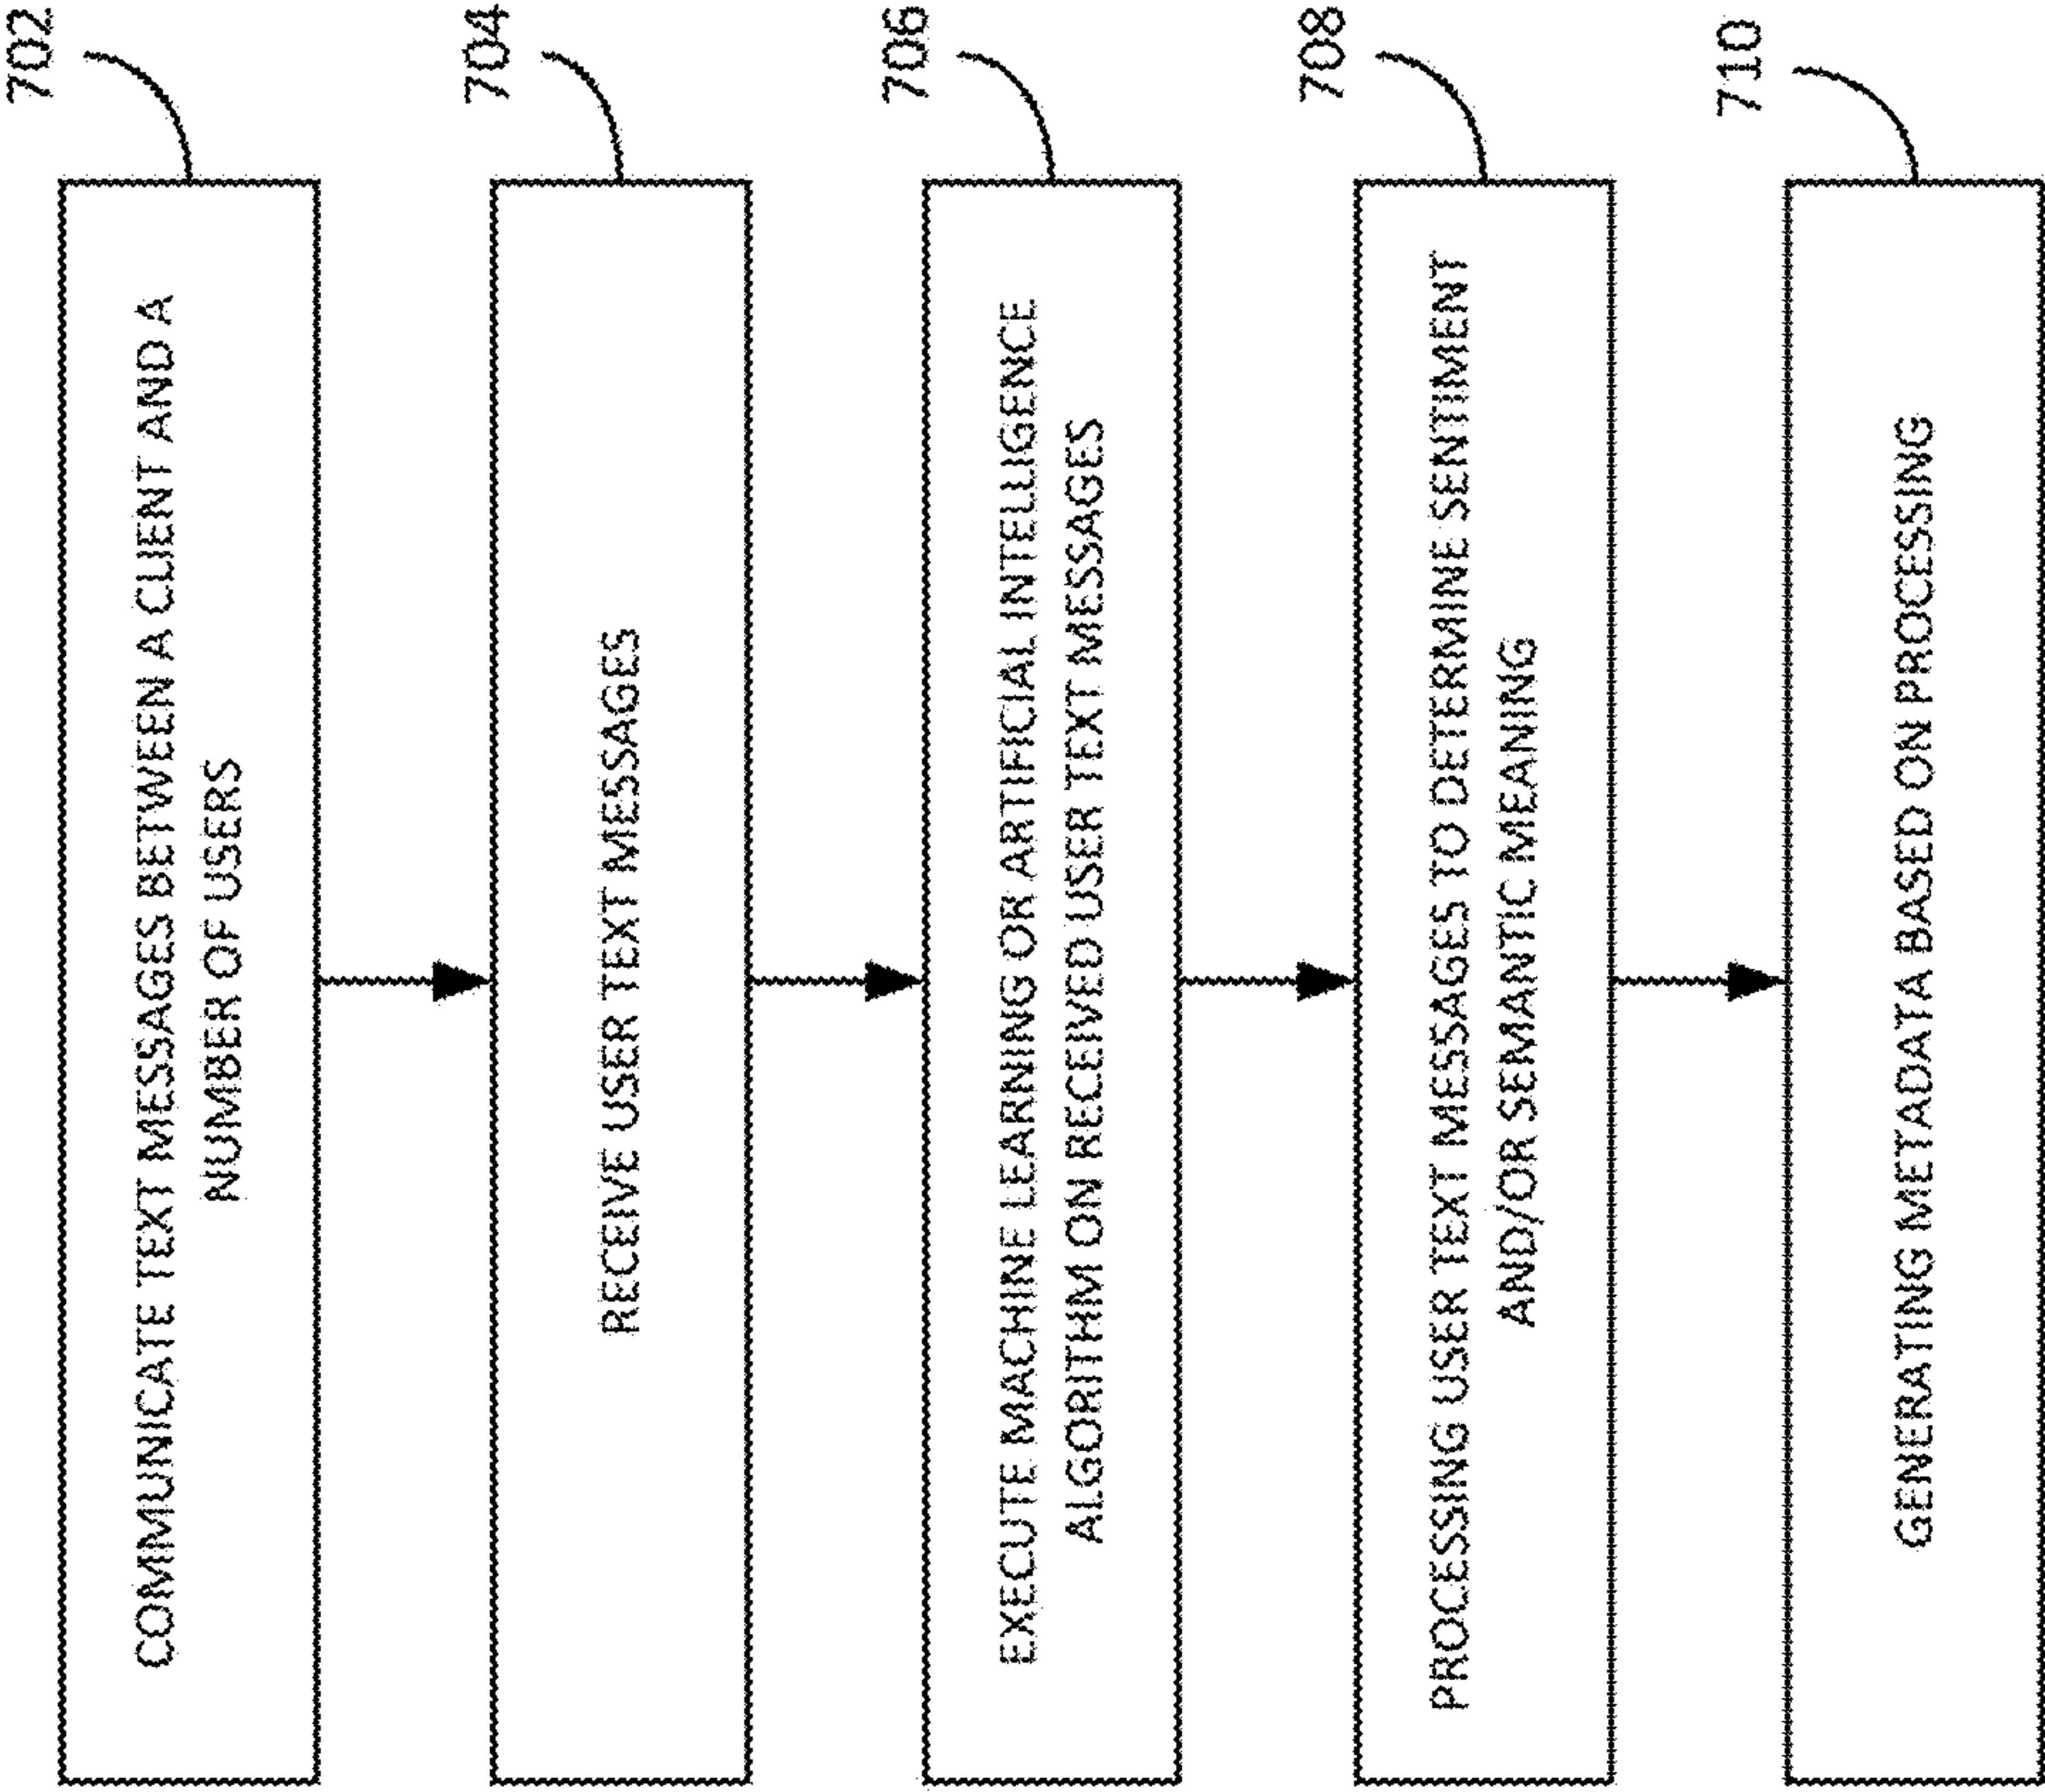 702
COMMUNICATE TEXT MESSAGES BETWEEN A CLIENT AND A
NUMBER OF USERS
704
RECEIVE USER TEXT MESSAGES
706
EXECUTE MACHINE LEARNING OR ARTIFICIAL INTELLIGENCE
ALGORITHM ON RECEIVED USER TEXT MESSAGES
708
PROCESSING USER TEXT MESSAGES TO DETERMINE SENTIMENT
AND/OR SEMANTIC MEANING
710
GENERATING METADATA BASED ON PROCESSING